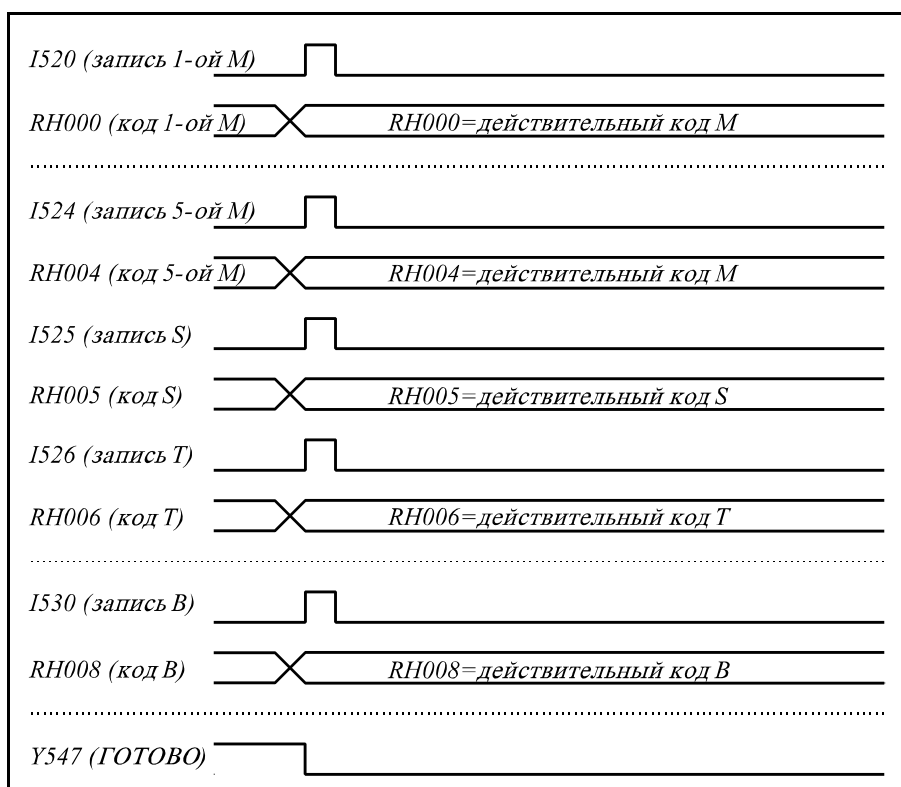 I520 (запись 1-ой М)
RH000 (код 1-ой М) RH000=действительный код М
I524 (запись 5-ой М)
RH004 (код 5-ой М) RH004=действительный код М
I525 (запись S)
RH005 (код S) RH005=действительный код S
I526 (запись T)
RH006 (код T) RH006=действительный код T
I530 (запись B)
RH008 (код B) RH008=действительный код B
Y547 (ГОТОВО)